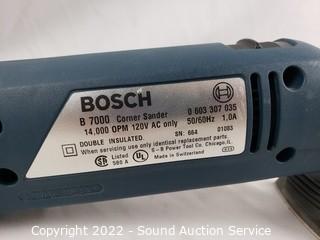 BOSCH
B 7000 Corner Sander 0 603 307 035
14,000 OPM 120V AC only 50/60Hz 1,0A
DOUBLE INSULATED. SN: 664 01083
When servicing use only identical replacement parts.
Listed S-B Power Tool Co. Chicago, IL
580 A Made in Switzerland
Copyright 2022 - Sound Auction Service